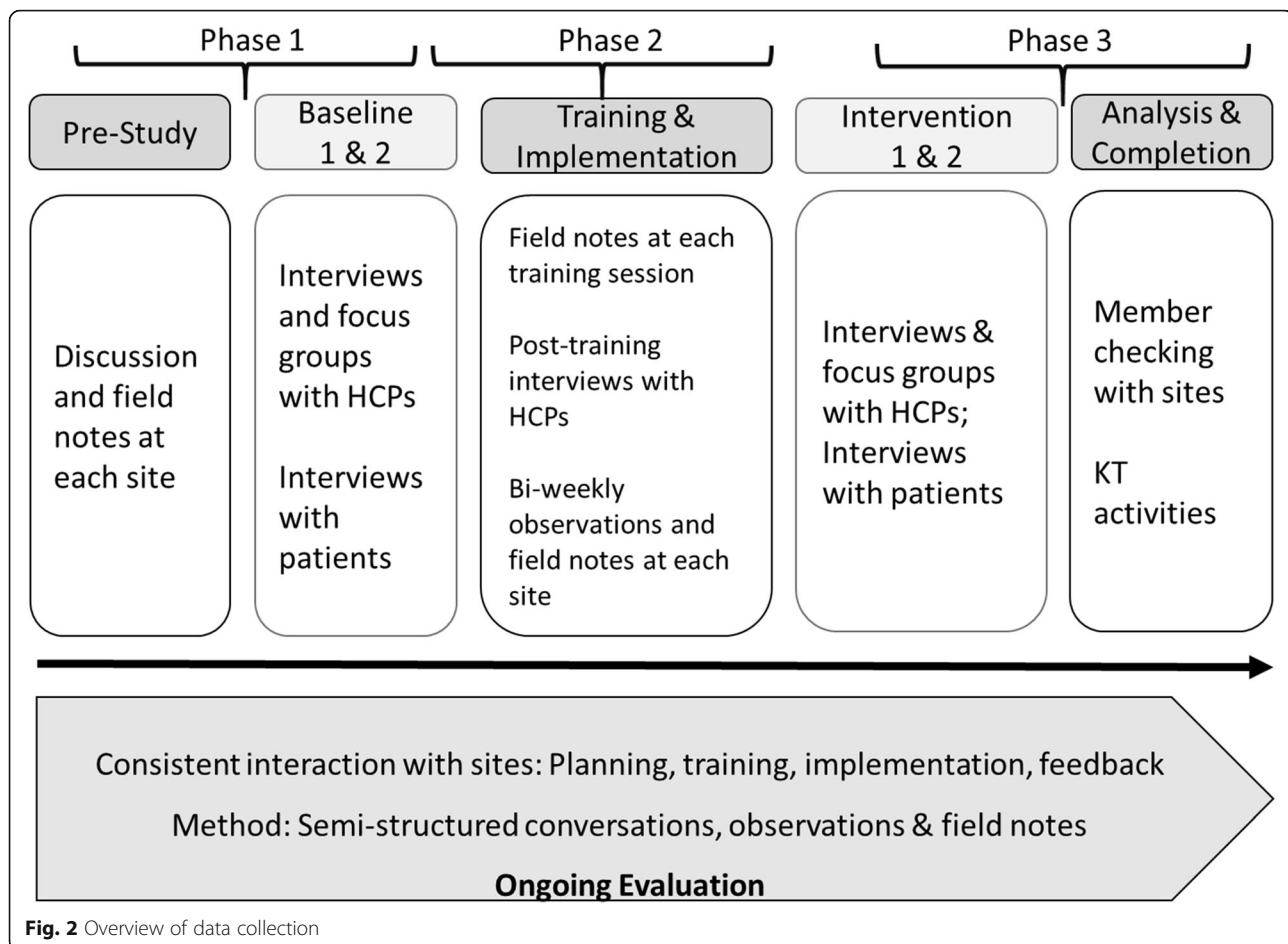 Phase 1
Phase 2
Phase 3
Pre-Study
Baseline
1 & 2
Training &
Implementation
Intervention
1 & 2
Analysis &
Completion
Discussion
and field
notes at
each site
Interviews
and focus
groups
with HCPs
Interviews
with
patients
Field notes at each
training session
Post-training
interviews with
HCPs
Bi-weekly
observations and
field notes at each
site
Interviews &
focus groups
with HCPs;
Interviews
with patients
Member
checking
with sites
KT
activities
Consistent interaction with sites: Planning, training, implementation, feedback
Method: Semi-structured conversations, observations & field notes
Ongoing Evaluation
Fig. 2 Overview of data collection